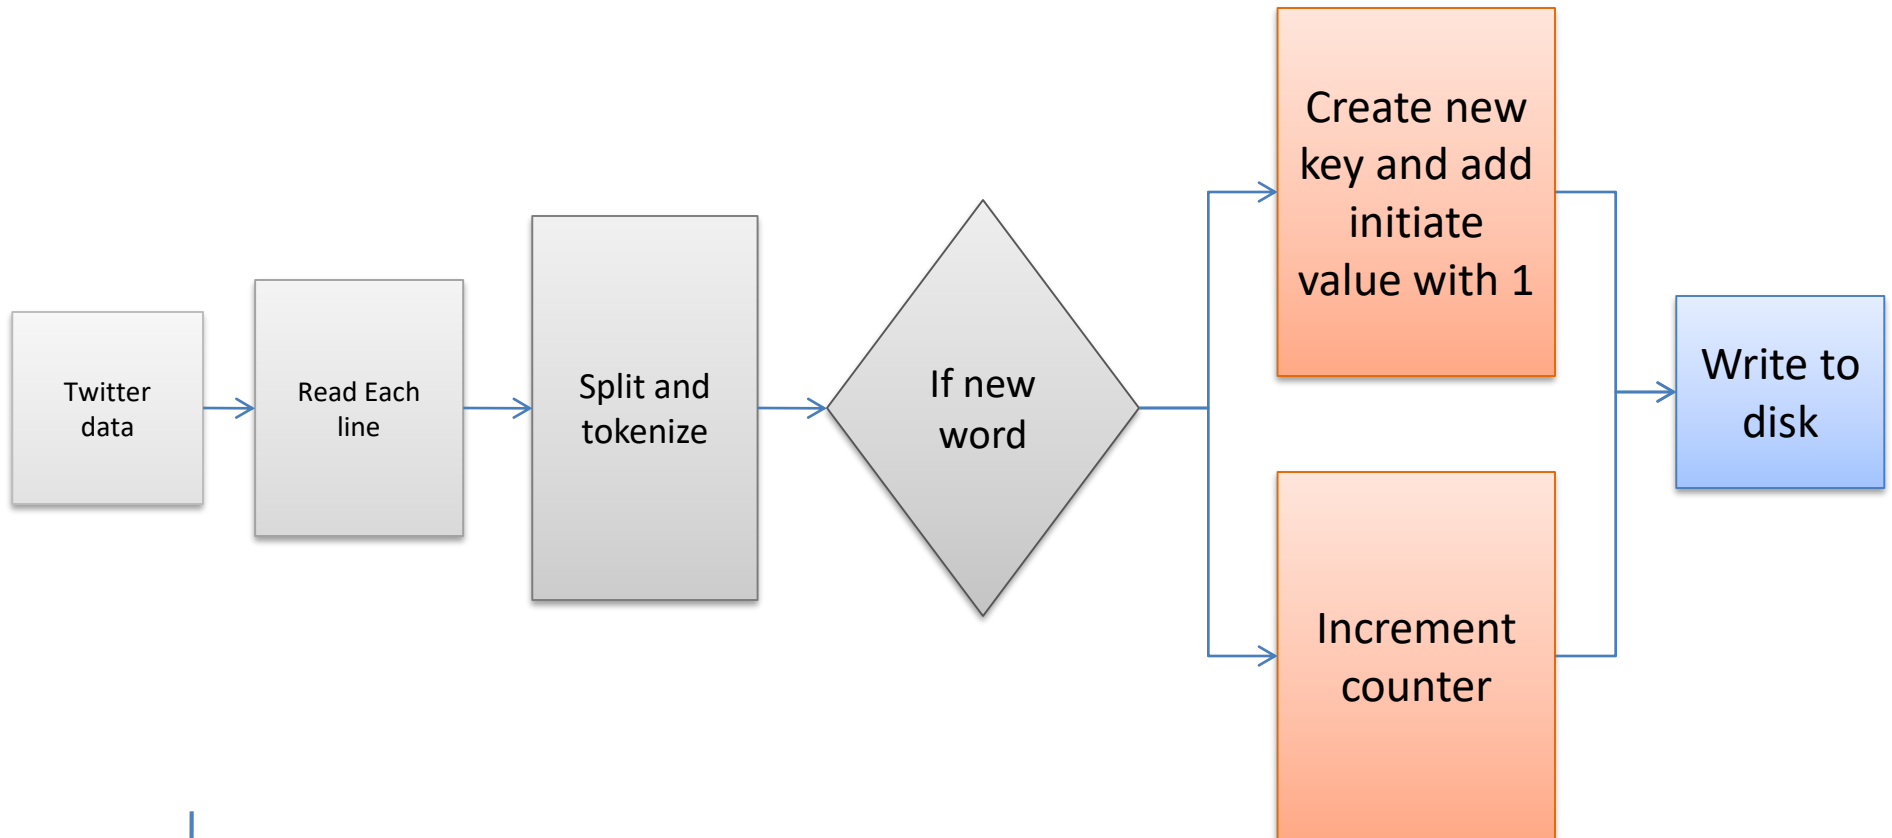 Twitter
data
Read Each
line
Split and
tokenize
If new
word
Create new
key and add
initiate
value with 1
Increment
counter
Write to
disk